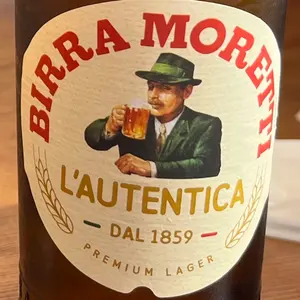 BIRRA MORETTI
L'AUTENTICA
DAL 1859
PREMIUM LAGER